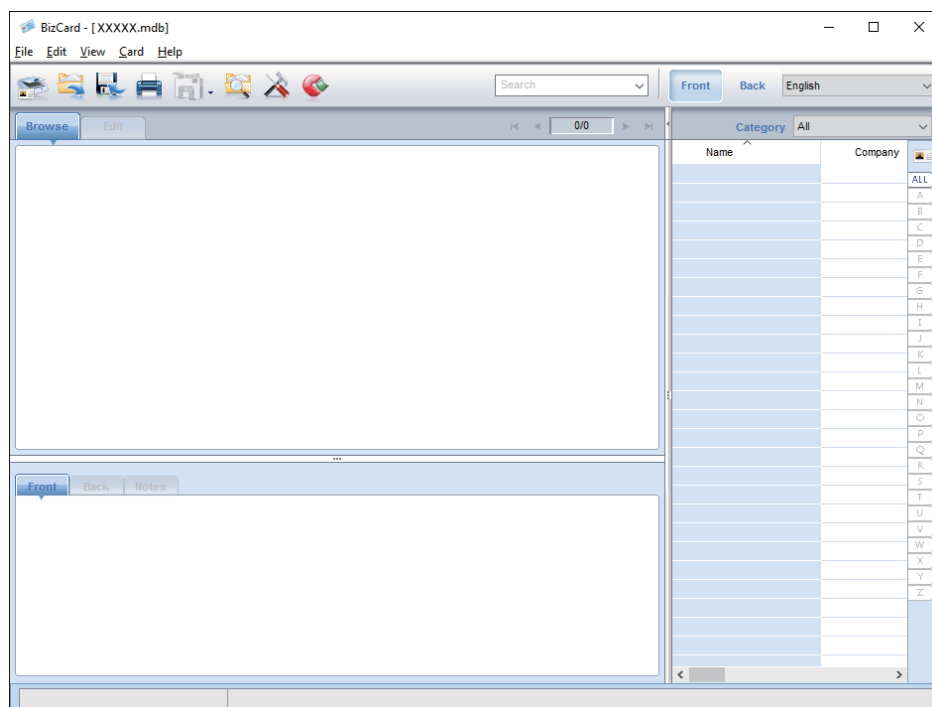 BizCard - [ XXXXX.mdb]
File Edit View Card Help
Search
Front Back English
Browse Edit 0/0 Category All
Name Company
ALL
A
B
C
D
E
F
G
H
I
J
K
L
M
N
O
P
Q
R
S
T
U
V
W
X
Y
Z
Front Back Notes